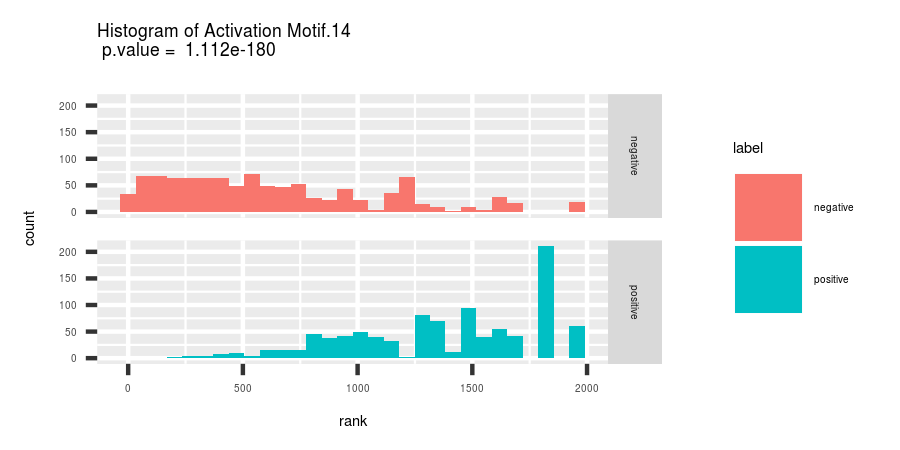 Histogram of Activation Motif.14
p.value = 1.112e-180
200
150
100
50
0
negative
200
150
100
50
0
positive
0
500
1000
1500
2000
rank
count
label
negative
positive